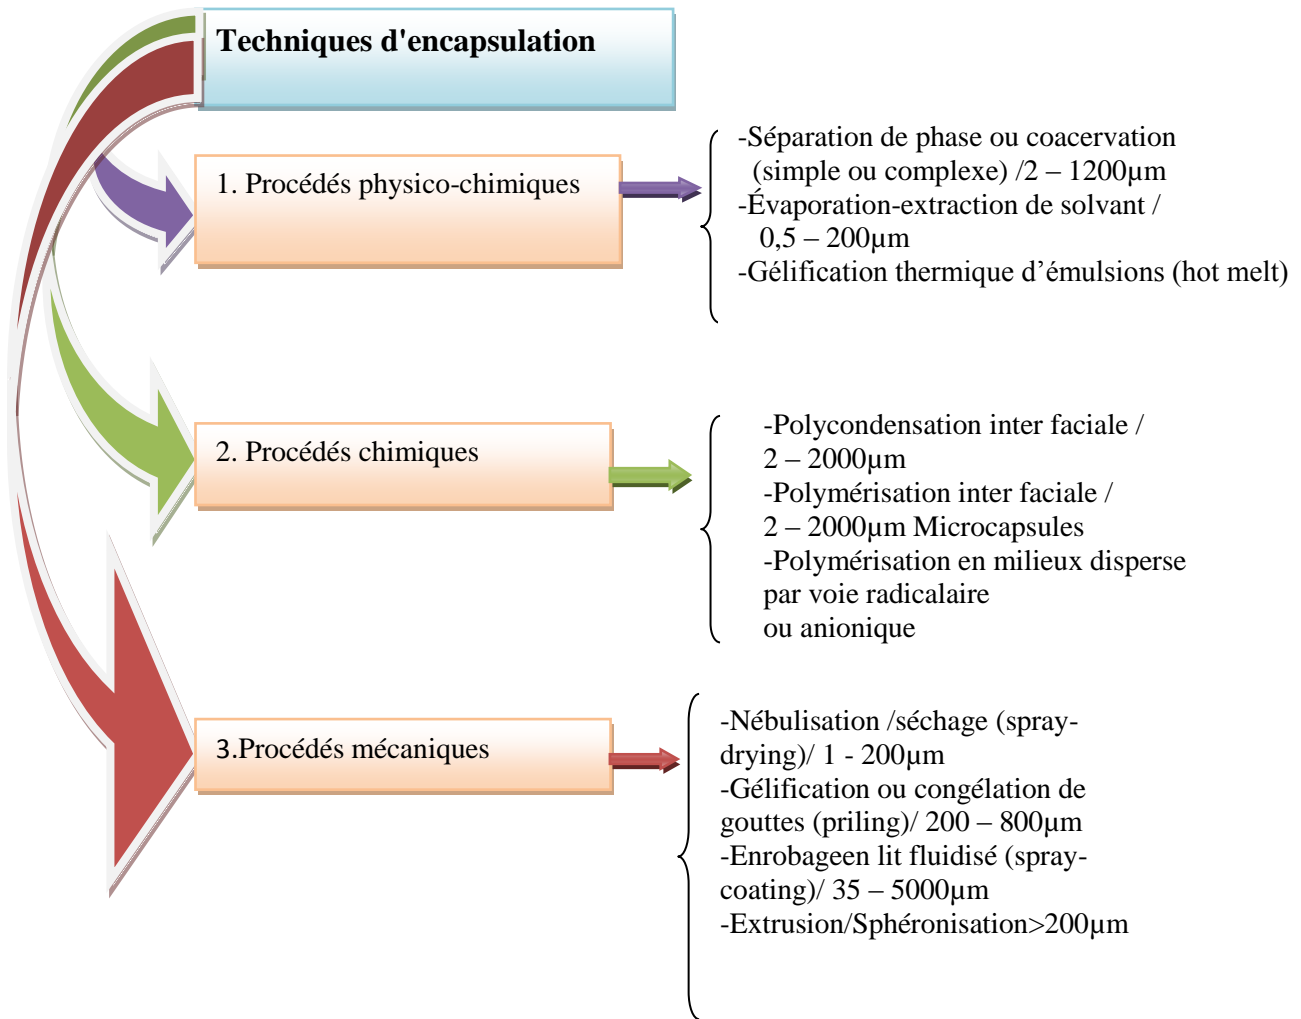 Techniques d'encapsulation
1. Procédés physico-chimiques
-Séparation de phase ou coacervation
(simple ou complexe) /2 – 1200µm
-Évaporation-extraction de solvant /
0,5 – 200µm
-Gélification thermique d’émulsions (hot melt)
2. Procédés chimiques
-Polycondensation inter faciale /
2 – 2000µm
-Polymérisation inter faciale /
2 – 2000µm Microcapsules
-Polymérisation en milieux disperse
par voie radicalaire
ou anionique
3.Procédés mécaniques
-Nébulisation /séchage (spray-
drying)/ 1 - 200µm
-Gélification ou congélation de
gouttes (priling)/ 200 – 800µm
-Enrobageen lit fluidisé (spray-
coating)/ 35 – 5000µm
-Extrusion/Sphéronisation>200µm